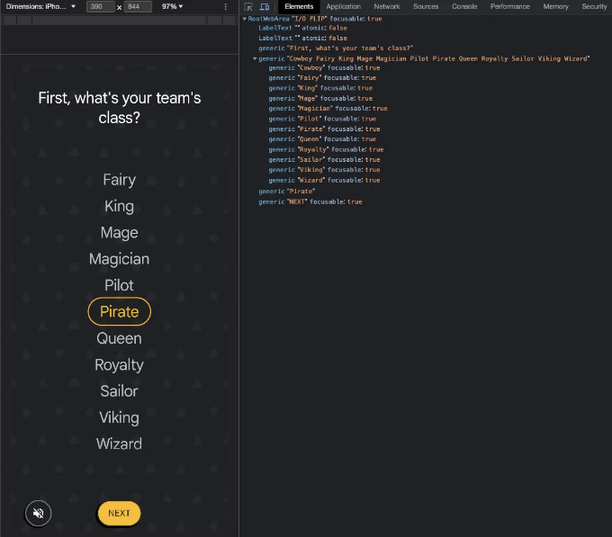 Dimensions: iPho... ▼ 390 x 844 97% ▼
Elements Application Network Sources Console Performance Memory Security
First, what's your team's
class?
Fairy
King
Mage
Magician
Pilot
Pirate
Queen
Royalty
Sailor
Viking
Wizard
NEXT
▼RootWebArea "I/O FLIP" focusable: true
LabelText "" atomic: false
LabelText "" atomic: false
generic "First, what's your team's class?"
▼generic "Cowboy Fairy King Mage Magician Pilot Pirate Queen Royalty Sailor Viking Wizard"
generic "Cowboy" focusable: true
generic "Fairy" focusable: true
generic "King" focusable: true
generic "Mage" focusable: true
generic "Magician" focusable: true
generic "Pilot" focusable: true
generic "Pirate" focusable: true
generic "Queen" focusable: true
generic "Royalty" focusable: true
generic "Sailor" focusable: true
generic "Viking" focusable: true
generic "Wizard" focusable: true
generic "Pirate"
generic "NEXT" focusable: true